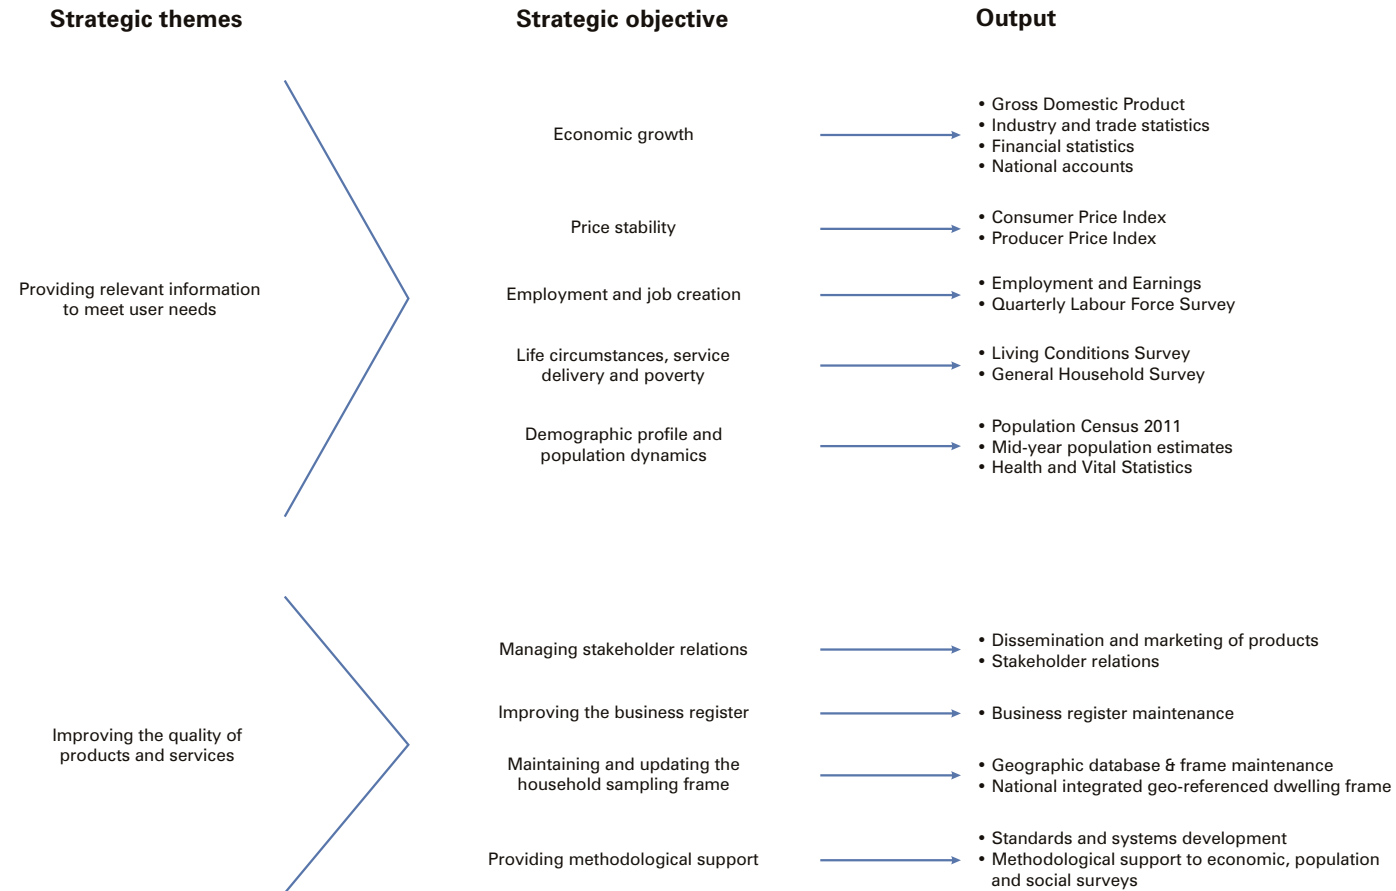 Strategic themes
Strategic objective
Output
Providing relevant information
to meet user needs
Economic growth
• Gross Domestic Product
• Industry and trade statistics
• Financial statistics
• National accounts
Price stability
• Consumer Price Index
• Producer Price Index
Employment and job creation
• Employment and Earnings
• Quarterly Labour Force Survey
Life circumstances, service
delivery and poverty
• Living Conditions Survey
• General Household Survey
Demographic profile and
population dynamics
• Population Census 2011
• Mid-year population estimates
• Health and Vital Statistics
Improving the quality of
products and services
Managing stakeholder relations
• Dissemination and marketing of products
• Stakeholder relations
Improving the business register
• Business register maintenance
Maintaining and updating the
household sampling frame
• Geographic database & frame maintenance
• National integrated geo-referenced dwelling frame
Providing methodological support
• Standards and systems development
• Methodological support to economic, population
and social surveys